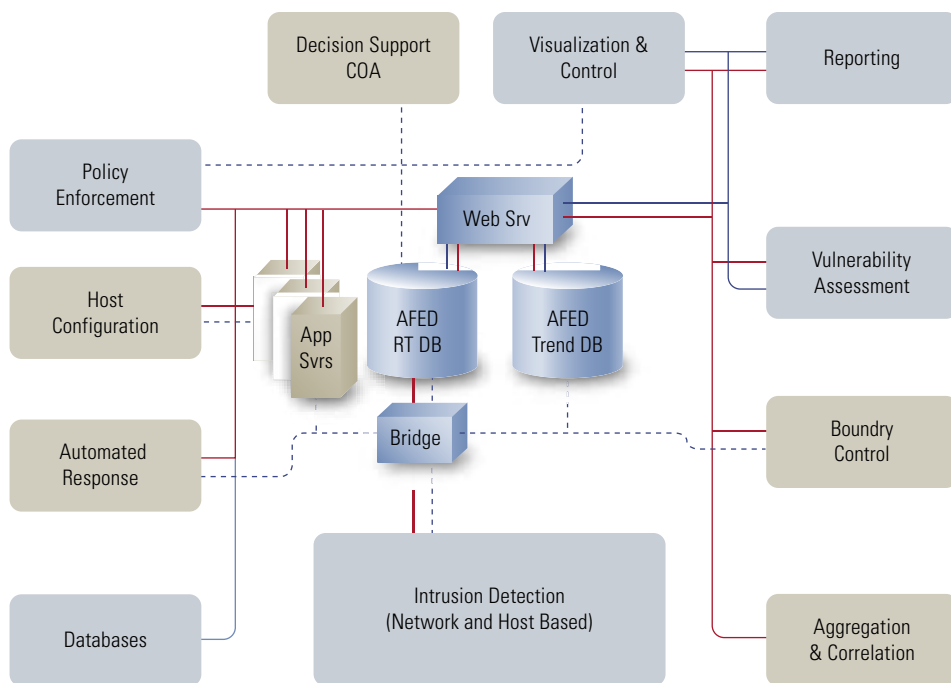 Decision Support
COA
Visualization &
Control
Reporting
Policy
Enforcement
Web Srv
Host
Configuration
App
Svrs
AFED
RT DB
AFED
Trend DB
Vulnerability
Assessment
Automated
Response
Bridge
Boundry
Control
Databases
Intrusion Detection
(Network and Host Based)
Aggregation
& Correlation